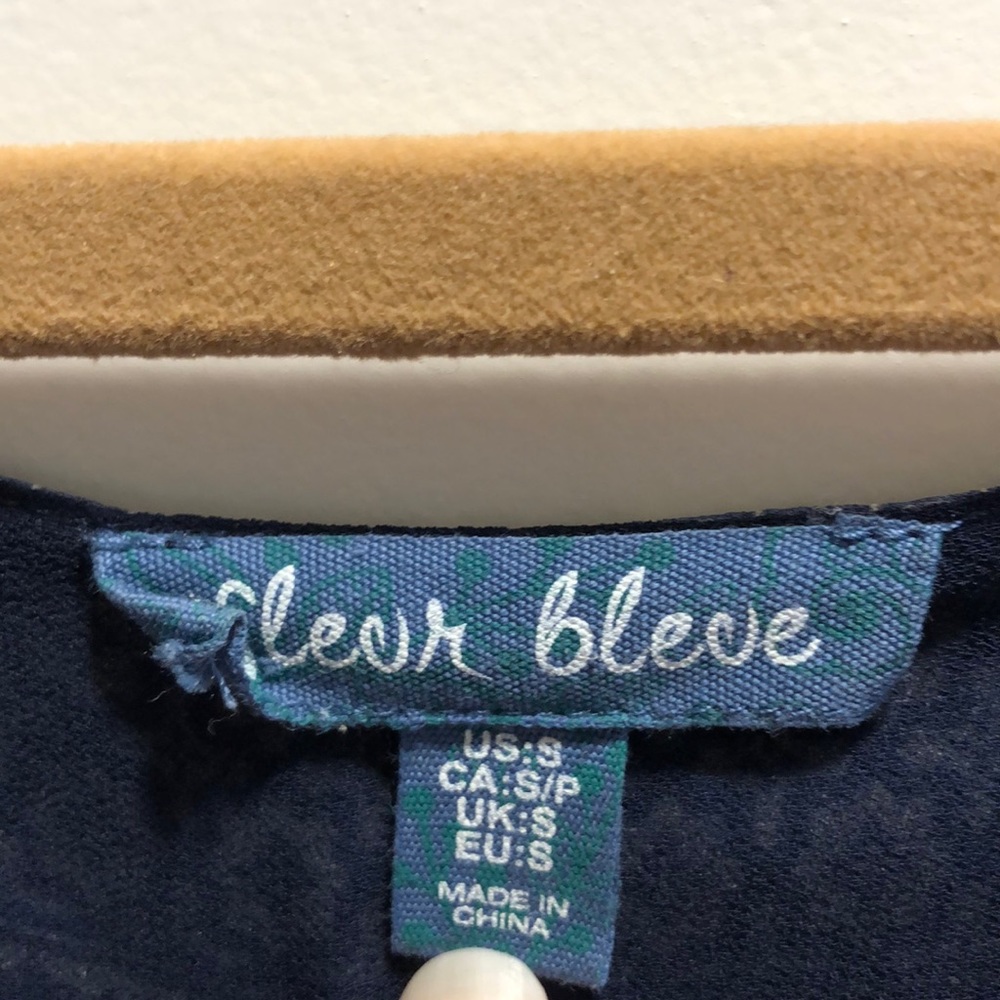 fleur bleue
US:S
CA:S/P
UK:S
EU:S
MADE IN
CHINA